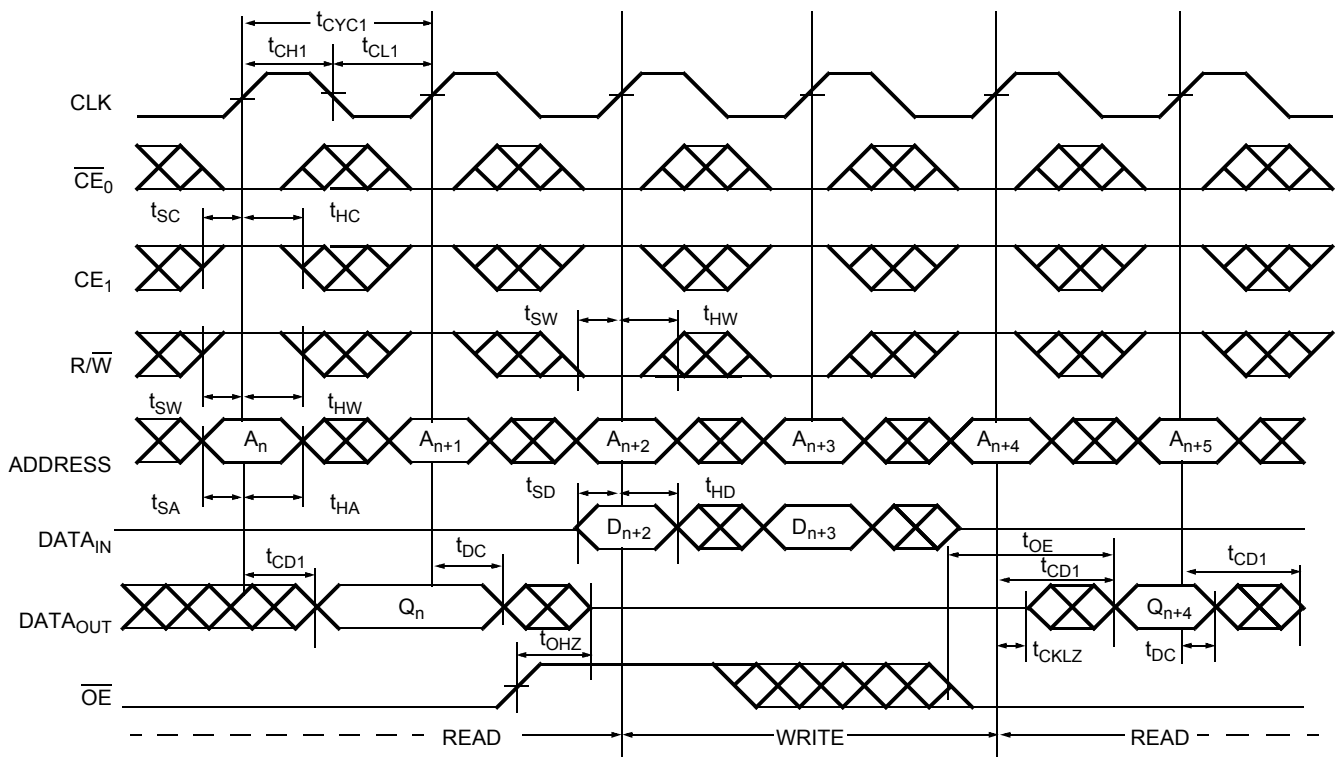 tCYC1
tCH1 tCL1
CLK
CE0
tSC tHC
CE1
tSW tHW
R/W
tSW tHW
An An+1 An+2 An+3 An+4 An+5
ADDRESS
tSA tHA tSD tHD
Dn+2 Dn+3
DATAIN
tOE
tCD1 tDC tCD1 tCD1
Qn Qn+4
DATAOUT
tOHZ tCKLZ tDC
OE
READ WRITE READ